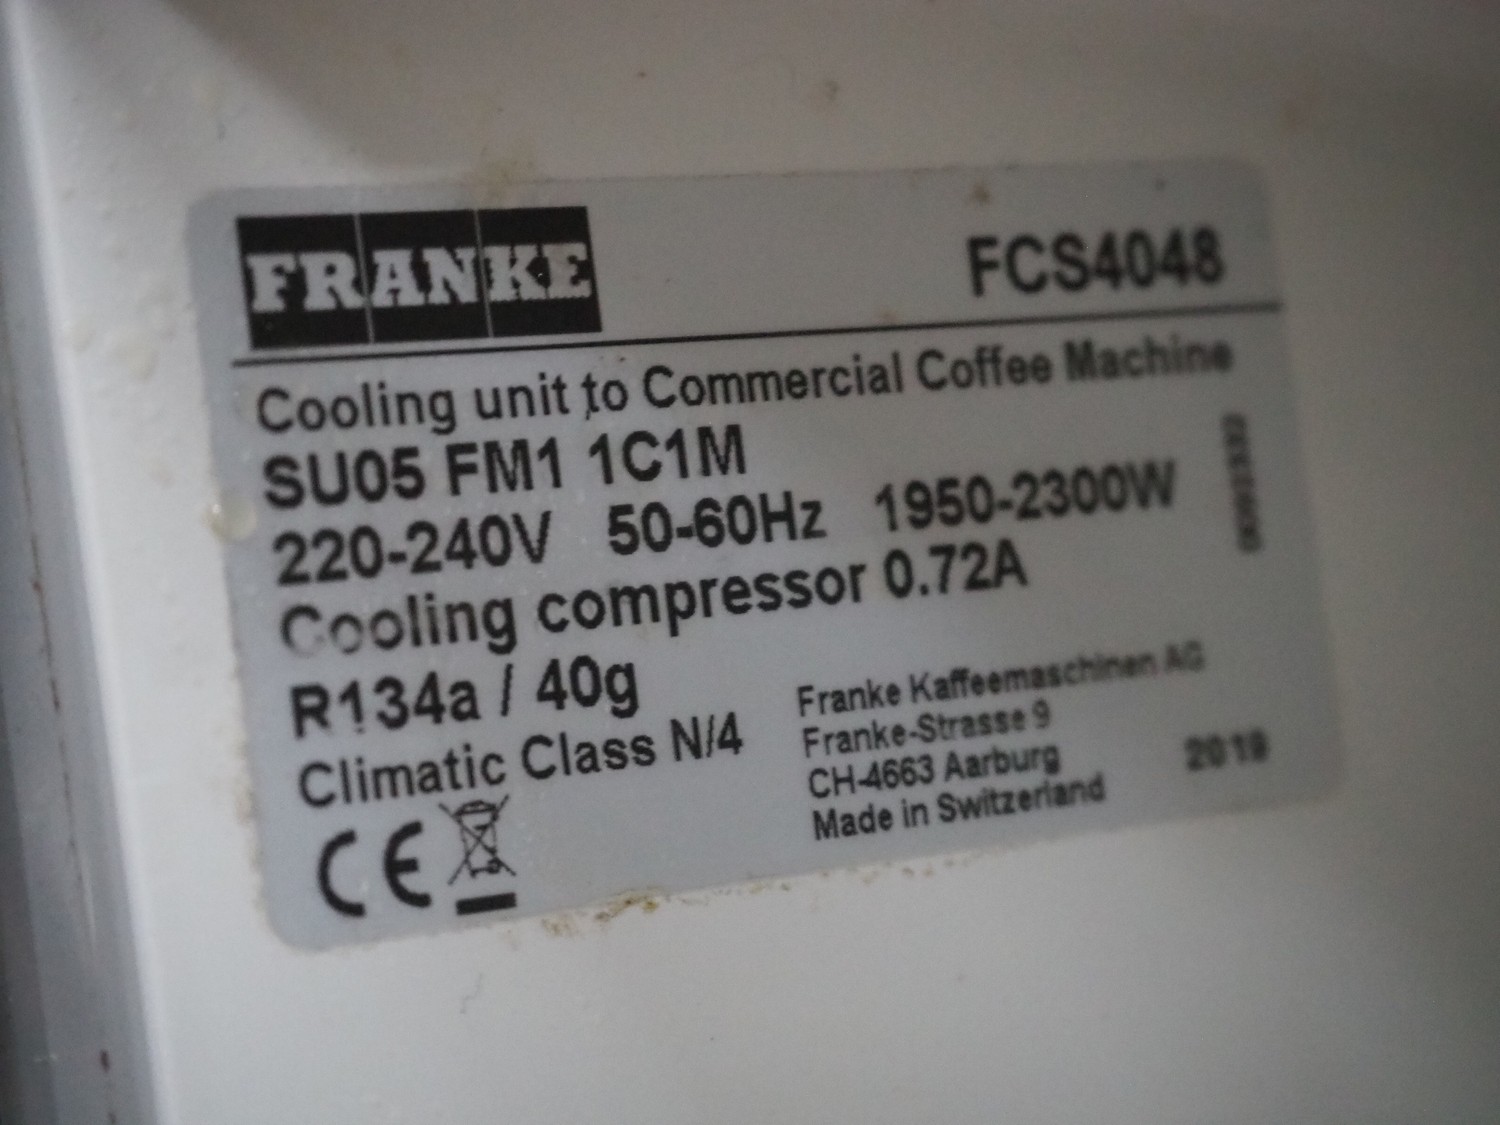 FRANKE
FCS4048
Cooling unit to Commercial Coffee Machine
SU05 FM1 1C1M
220-240V 50-60Hz 1950-2300W
Cooling compressor 0.72A
R134a / 40g
Climatic Class N/4
Franke Kaffeemaschinen AG
Franke-Strasse 9
CH-4663 Aarburg
Made in Switzerland
CE